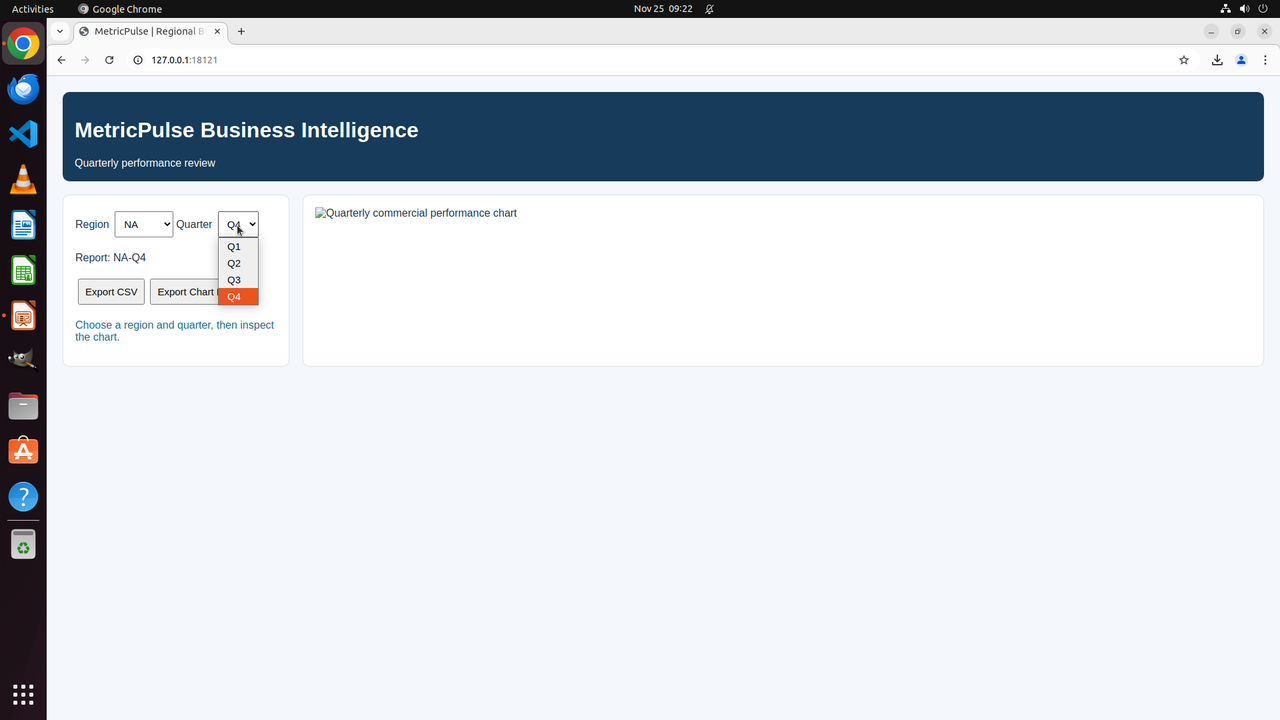 Activities
Google Chrome
Nov 25 09:22
MetricPulse | Regional B
127.0.0.1:18121
MetricPulse Business Intelligence
Quarterly performance review
Region NA Quarter Q4
Q1
Q2
Q3
Q4
Report: NA-Q4
Export CSV
Export Chart
Choose a region and quarter, then inspect
the chart.
Quarterly commercial performance chart